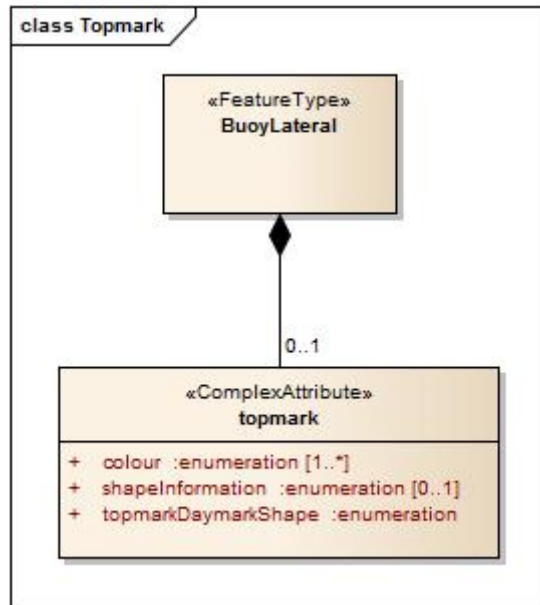 class Topmark
«FeatureType»
BuoyLateral
0..1
«ComplexAttribute»
topmark
+ colour :enumeration [1..*]
+ shapeInformation :enumeration [0..1]
+ topmarkDaymarkShape :enumeration